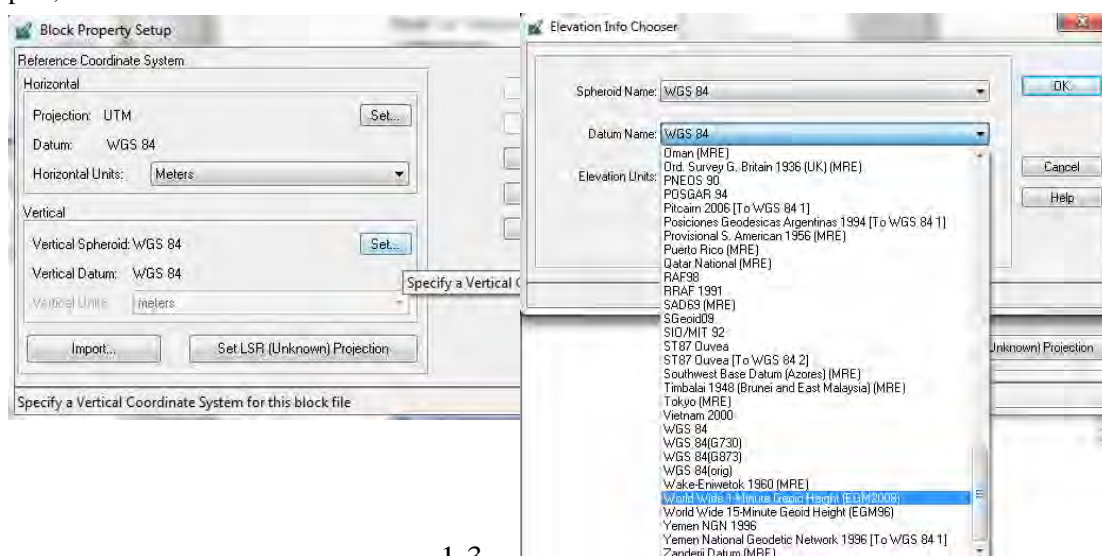 Block Property Setup
Reference Coordinate System
Horizontal
Projection: UTM
Set...
Datum: WGS 84
Horizontal Units: Meters
Vertical
Vertical Spheroid: WGS 84
Set...
Vertical Datum: WGS 84
Specify a Vertical
Vertical Units: meters
Import...
Set LSR (Unknown) Projection
Specify a Vertical Coordinate System for this block file
Elevation Info Chooser
Spheroid Name: WGS 84
OK
Datum Name: WGS 84
Elevation Units:
Cancel
Help
Oman (MRE)
Ord. Survey G. Britain 1936 (UK) (MRE)
PNEOS 90
POSGAR 94
Pitcairn 2006 [To WGS 84 1]
Posiciones Geodesicas Argentinas 1994 [To WGS 84 1]
Provisional S. American 1956 (MRE)
Puerto Rico (MRE)
Qatar National (MRE)
RAF98
RRAF 1991
SAD69 (MRE)
SGeoid09
SIO/MIT 92
ST87 Ouvea
ST87 Ouvea [To WGS 84 2]
Southwest Base Datum (Azores) (MRE)
Timbalai 1948 (Brunei and East Malaysia) (MRE)
Tokyo (MRE)
Vietnam 2000
WGS 84
WGS 84(G730)
WGS 84(G873)
WGS 84(orig)
Wake-Eniwetok 1960 (MRE)
World Wide 1-Minute Geoid Height (EGM2008)
World Wide 15-Minute Geoid Height (EGM96)
Yemen NGN 1996
Yemen National Geodetic Network 1996 [To WGS 84 1]
Zanderij Datum (MRE)
Unknown) Projection
1-3